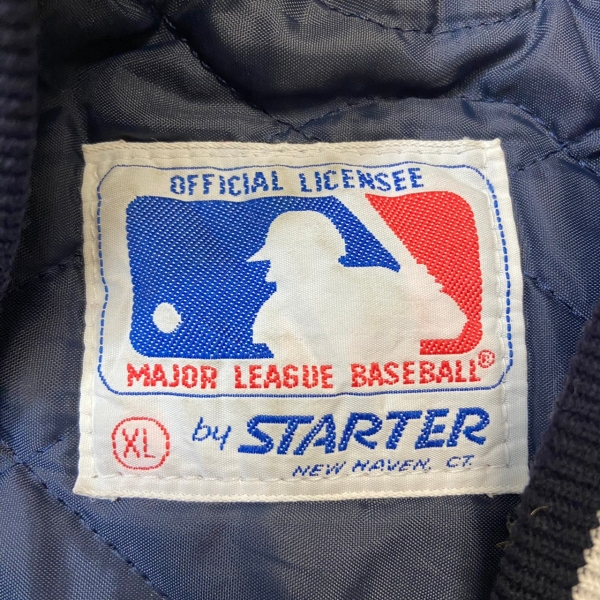 OFFICIAL LICENSEE
MAJOR LEAGUE BASEBALL®
XL by STARTER
NEW HAVEN, CT.